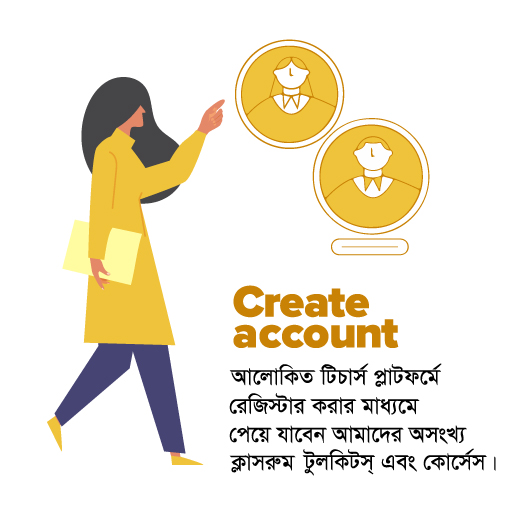 Create
account
আলোকিত টিচার্স প্লাটফর্মে
রেজিস্টার করার মাধ্যমে
পেয়ে যাবেন আমাদের অসংখ্য
ক্লাসরুম টুলকিটস্ এবং কোর্সেস।